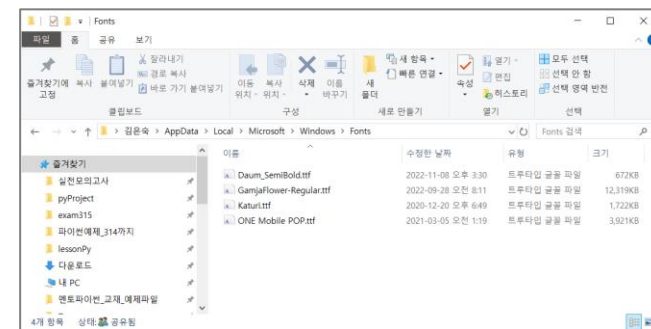 Fonts
파일 홈 공유 보기
즐겨찾기에 고정
복사
붙여넣기
잘라내기
경로 복사
바로 가기 붙여넣기
클립보드
이동 위치
복사 위치
삭제
이름 바꾸기
구성
새 폴더
새 항목
빠른 연결
새로 만들기
속성
열기
편집
히스토리
열기
모두 선택
선택 안 함
선택 영역 반전
선택
김은숙 > AppData > Local > Microsoft > Windows > Fonts
Fonts 검색
즐겨찾기
실전모의고사
pyProject
exam315
파이썬예제_314까지
lessonPy
다운로드
내 PC
멘토파이썬_교재_예제파일
이름 수정한 날짜 유형 크기
Daum_SemiBold.ttf 2022-11-08 오후 3:30 트루타입 글꼴 파일 672KB
GamjaFlower-Regular.ttf 2022-09-28 오전 8:11 트루타입 글꼴 파일 12,319KB
Katuri.ttf 2020-12-20 오후 6:49 트루타입 글꼴 파일 1,722KB
ONE Mobile POP.ttf 2021-03-05 오전 1:19 트루타입 글꼴 파일 3,921KB
4개 항목 상태: 공유됨